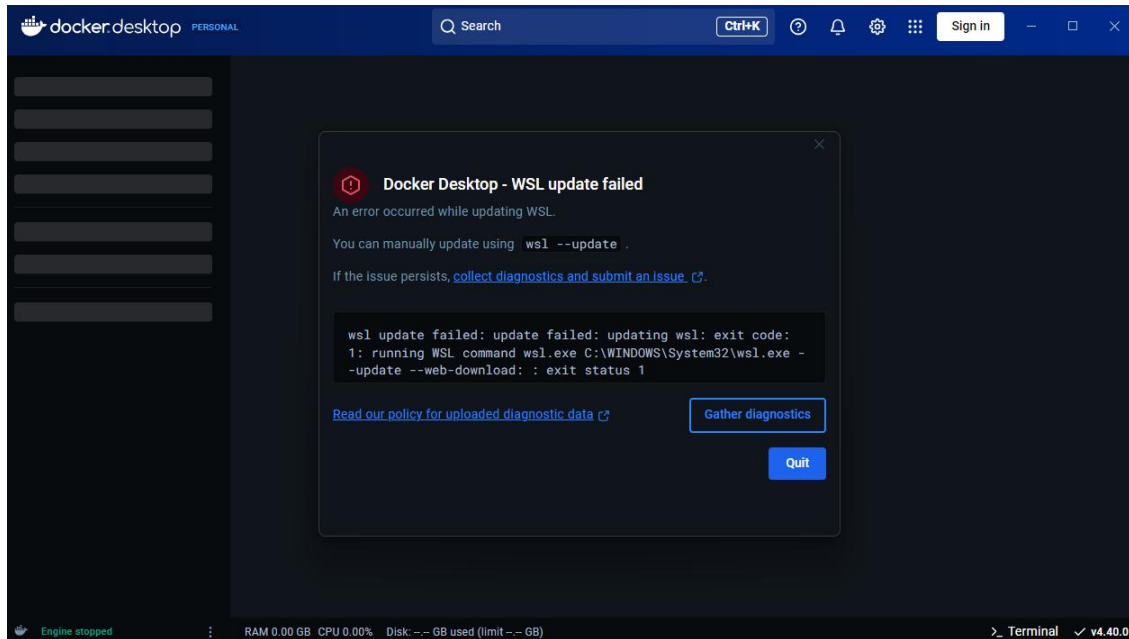 docker.desktop PERSONAL
Search Ctrl+K
Sign in
Docker Desktop - WSL update failed
An error occurred while updating WSL.
You can manually update using wsl --update .
If the issue persists, collect diagnostics and submit an issue .
wsl update failed: update failed: updating wsl: exit code:
1: running WSL command wsl.exe C:\WINDOWS\System32\wsl.exe -
-update --web-download: : exit status 1
Read our policy for uploaded diagnostic data
Gather diagnostics
Quit
Engine stopped RAM 0.00 GB CPU 0.00% Disk: --.-- GB used (limit --.-- GB) >_ Terminal v4.40.0